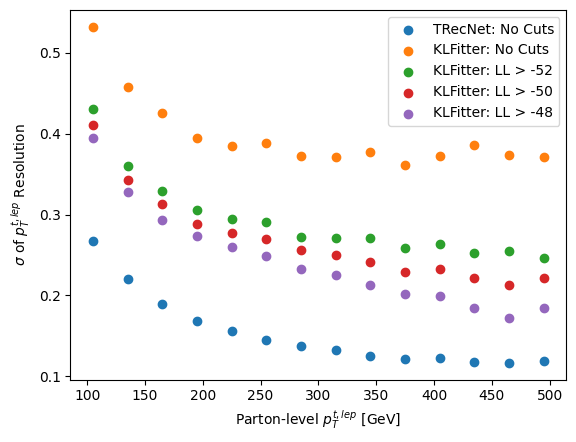 TRecNet: No Cuts
KLFitter: No Cuts
KLFitter: LL > -52
KLFitter: LL > -50
KLFitter: LL > -48
σ of p_T^{t,lep} Resolution
0.5
0.4
0.3
0.2
0.1
100 150 200 250 300 350 400 450 500
Parton-level p_T^{t,lep} [GeV]